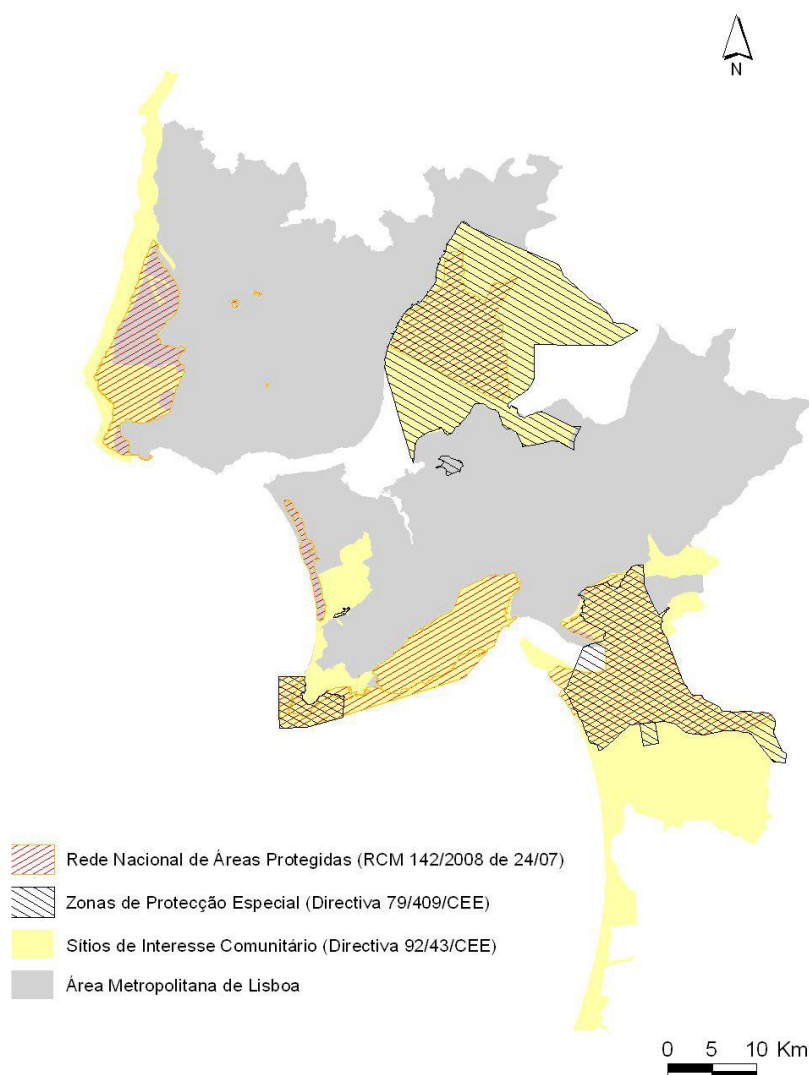 N
Rede Nacional de Áreas Protegidas (RCM 142/2008 de 24/07)
Zonas de Protecção Especial (Directiva 79/409/CEE)
Sítios de Interesse Comunitário (Directiva 92/43/CEE)
Área Metropolitana de Lisboa
0 5 10 Km